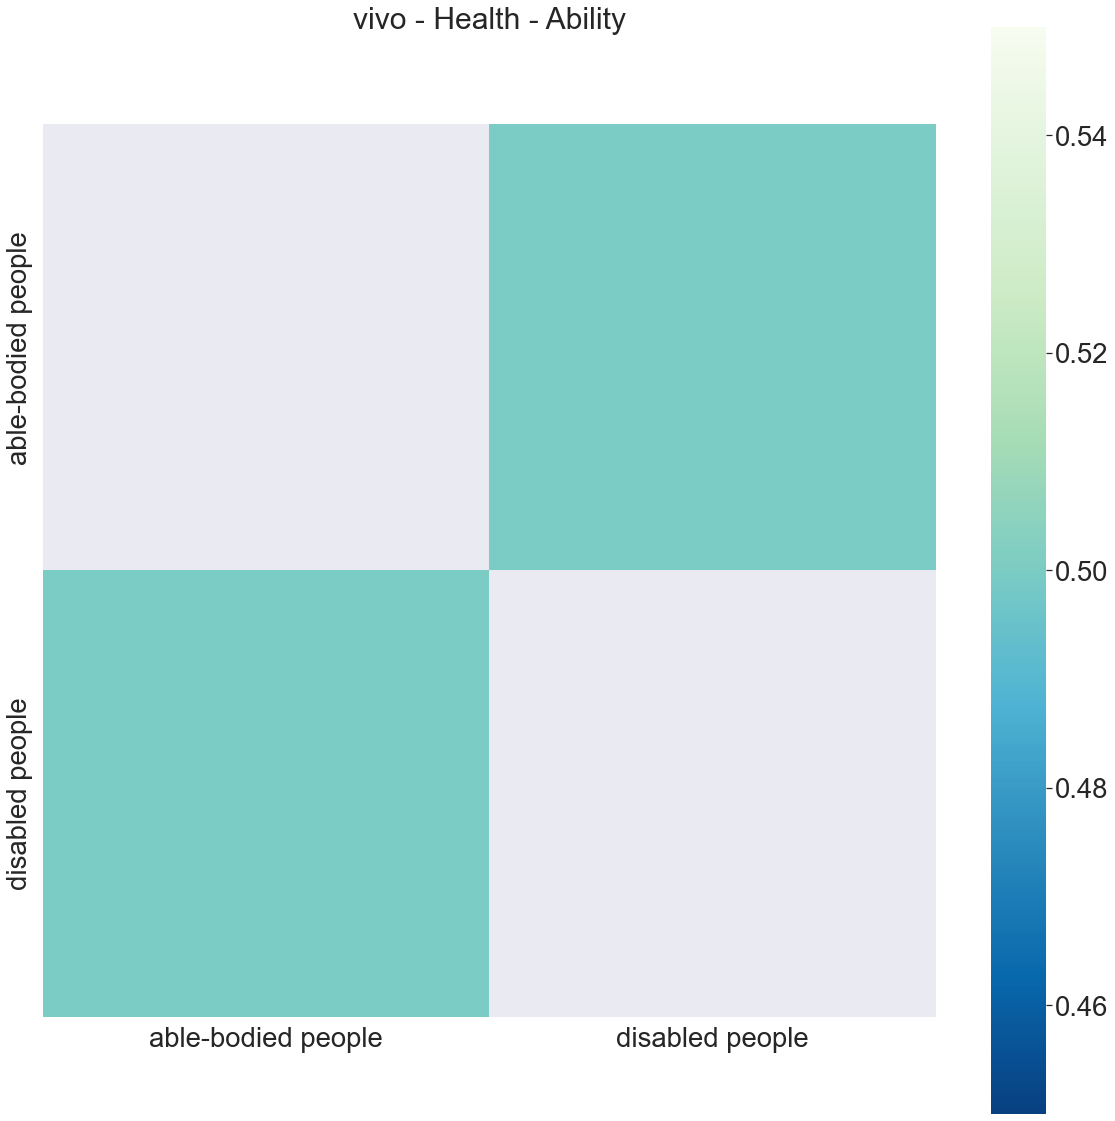 vivo - Health - Ability
able-bodied people
disabled people
able-bodied people
disabled people
0.54
0.52
0.50
0.48
0.46